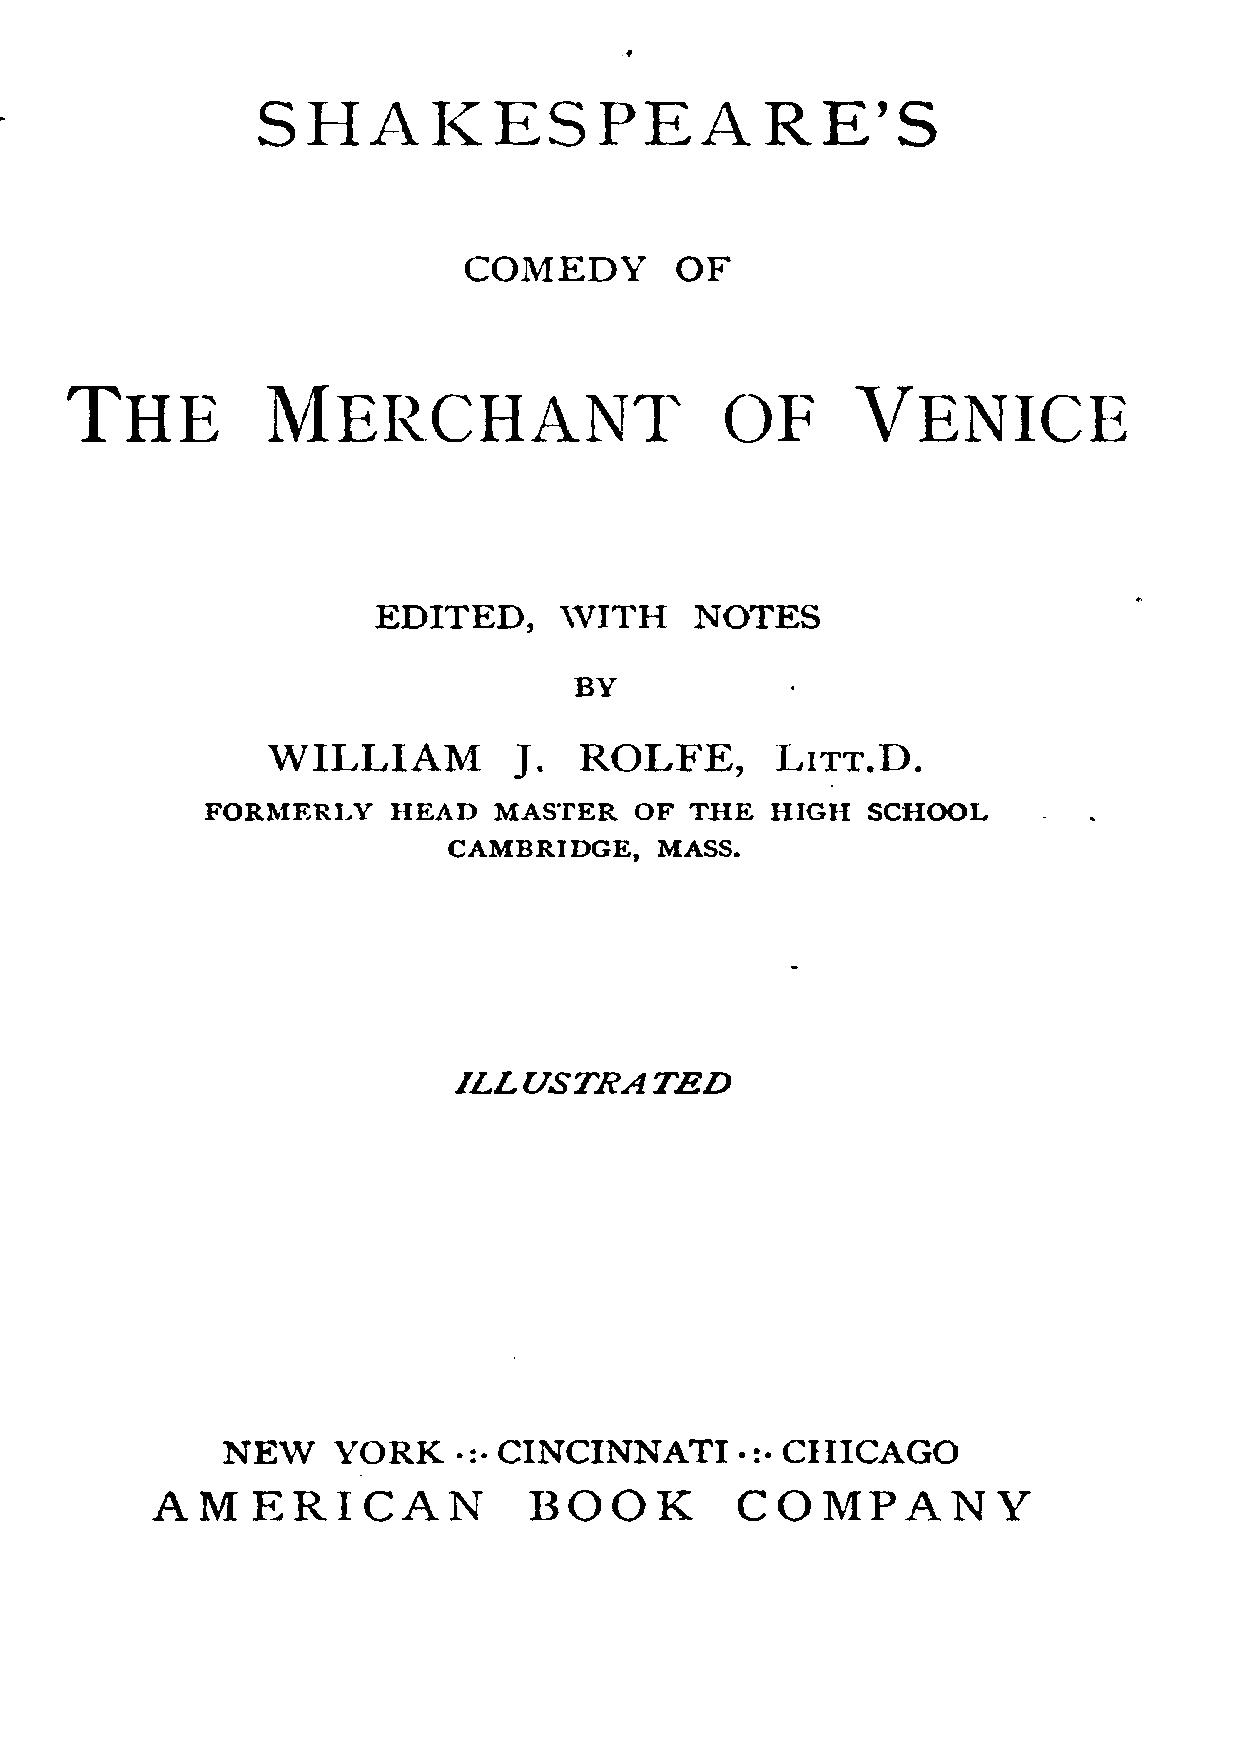 SHAKESPEARE'S
COMEDY OF
THE MERCHANT OF VENICE
EDITED, WITH NOTES
BY
WILLIAM J. ROLFE, LITT.D.
FORMERLY HEAD MASTER OF THE HIGH SCHOOL
CAMBRIDGE, MASS.
ILLUSTRATED
NEW YORK ·:· CINCINNATI ·:· CHICAGO
AMERICAN BOOK COMPANY